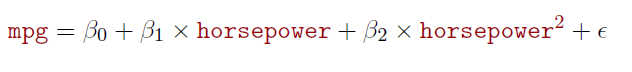 mpg = β₀ + β₁ × horsepower + β₂ × horsepower² + ϵ